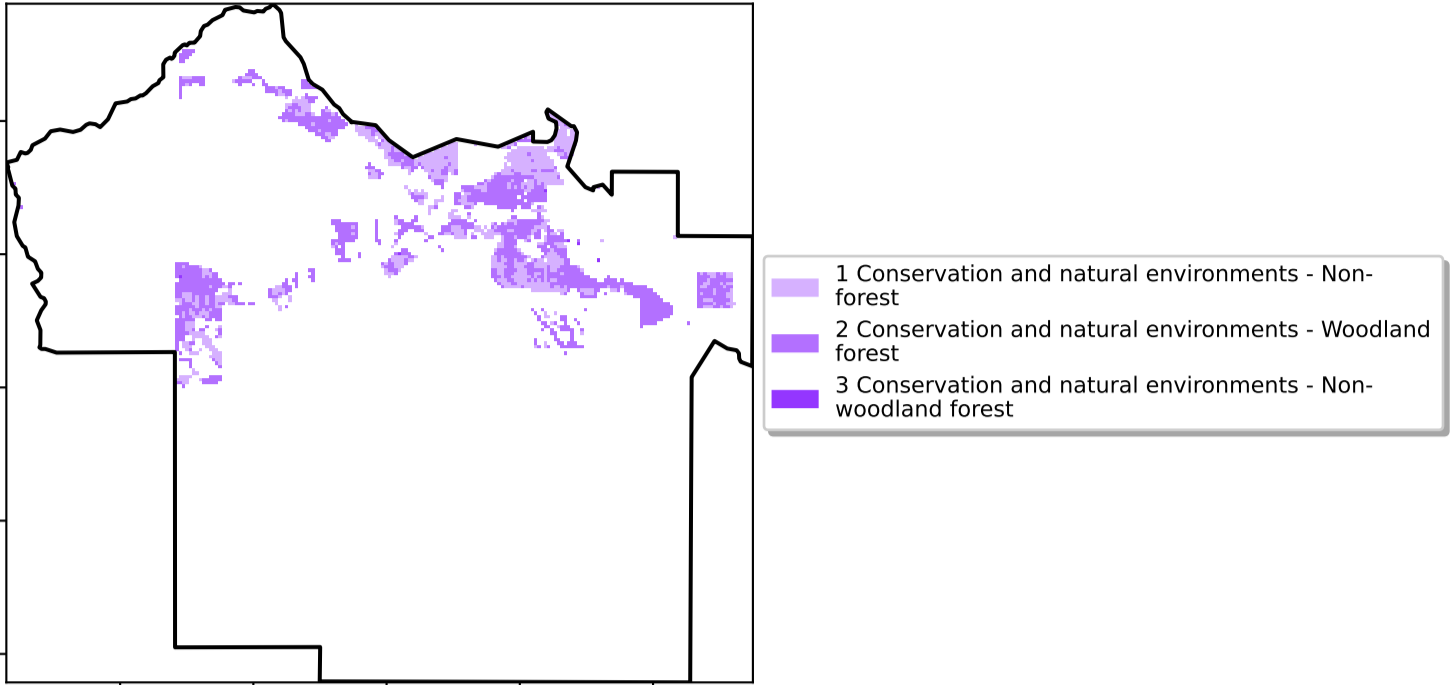 1 Conservation and natural environments - Non-
forest
2 Conservation and natural environments - Woodland
forest
3 Conservation and natural environments - Non-
woodland forest